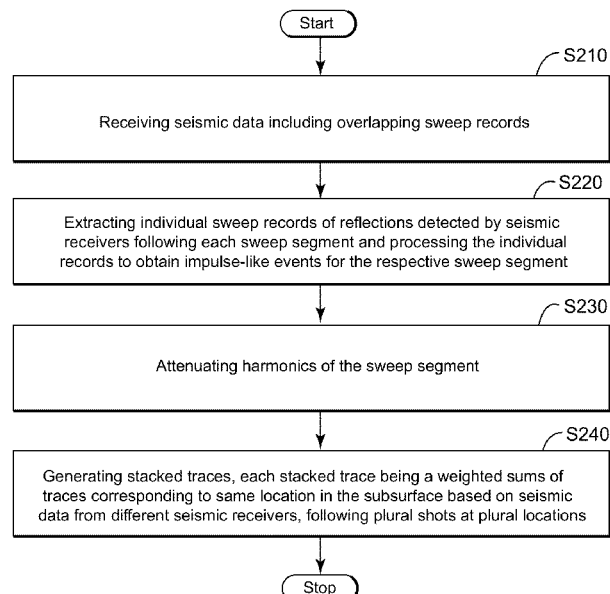 Start
S210
Receiving seismic data including overlapping sweep records
S220
Extracting individual sweep records of reflections detected by seismic
receivers following each sweep segment and processing the individual
records to obtain impulse-like events for the respective sweep segment
S230
Attenuating harmonics of the sweep segment
S240
Generating stacked traces, each stacked trace being a weighted sums of
traces corresponding to same location in the subsurface based on seismic
data from different seismic receivers, following plural shots at plural locations
Stop